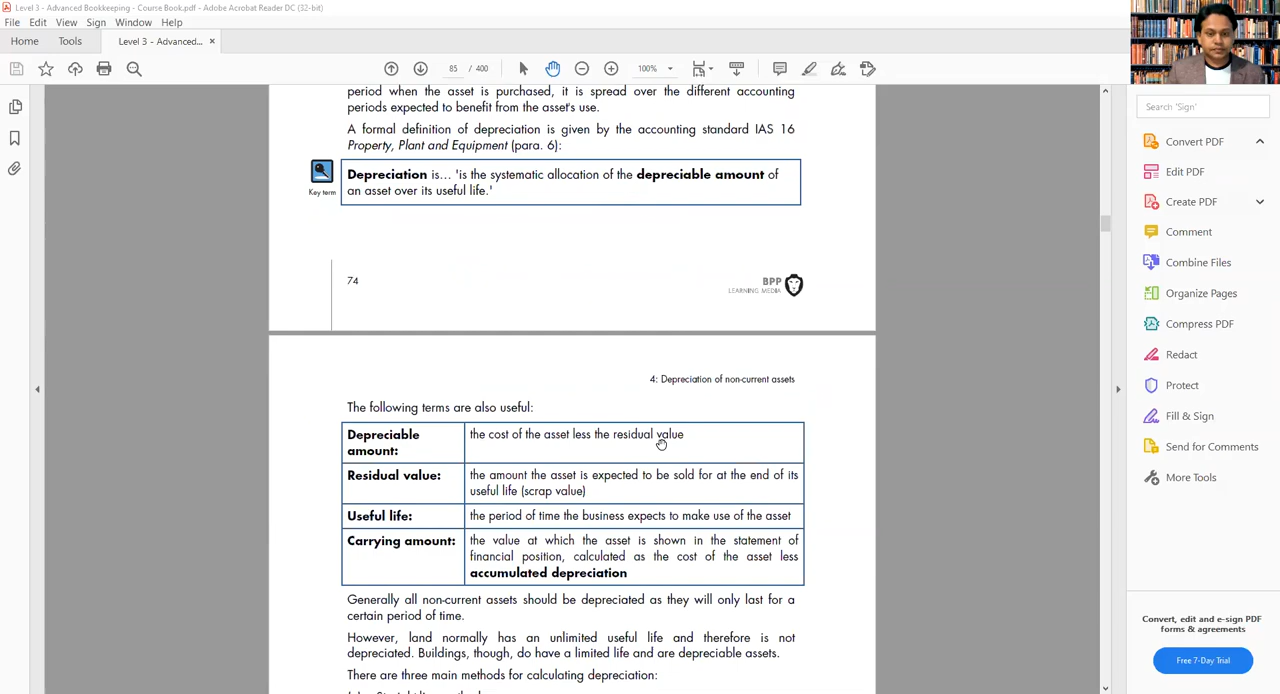 Level 3 - Advanced Bookkeeping - Course Book.pdf - Adobe Acrobat Reader DC (32-bit)
File Edit View Sign Window Help
Home Tools Level 3 - Advanced... ×
85 / 400 100%
period when the asset is purchased, it is spread over the different accounting
periods expected to benefit from the asset's use.
A formal definition of depreciation is given by the accounting standard IAS 16
Property, Plant and Equipment (para. 6):
Key term
Depreciation is... 'is the systematic allocation of the depreciable amount of
an asset over its useful life.'
74
BPP
LEARNING MEDIA
4: Depreciation of non-current assets
The following terms are also useful:
Depreciable
amount:
the cost of the asset less the residual value
Residual value:
the amount the asset is expected to be sold for at the end of its
useful life (scrap value)
Useful life:
the period of time the business expects to make use of the asset
Carrying amount:
the value at which the asset is shown in the statement of
financial position, calculated as the cost of the asset less
accumulated depreciation
Generally all non-current assets should be depreciated as they will only last for a
certain period of time.
However, land normally has an unlimited useful life and therefore is not
depreciated. Buildings, though, do have a limited life and are depreciable assets.
There are three main methods for calculating depreciation:
Search 'Sign'
Convert PDF
Edit PDF
Create PDF
Comment
Combine Files
Organize Pages
Compress PDF
Redact
Protect
Fill & Sign
Send for Comments
More Tools
Convert, edit and e-sign PDF
forms & agreements
Free 7-Day Trial